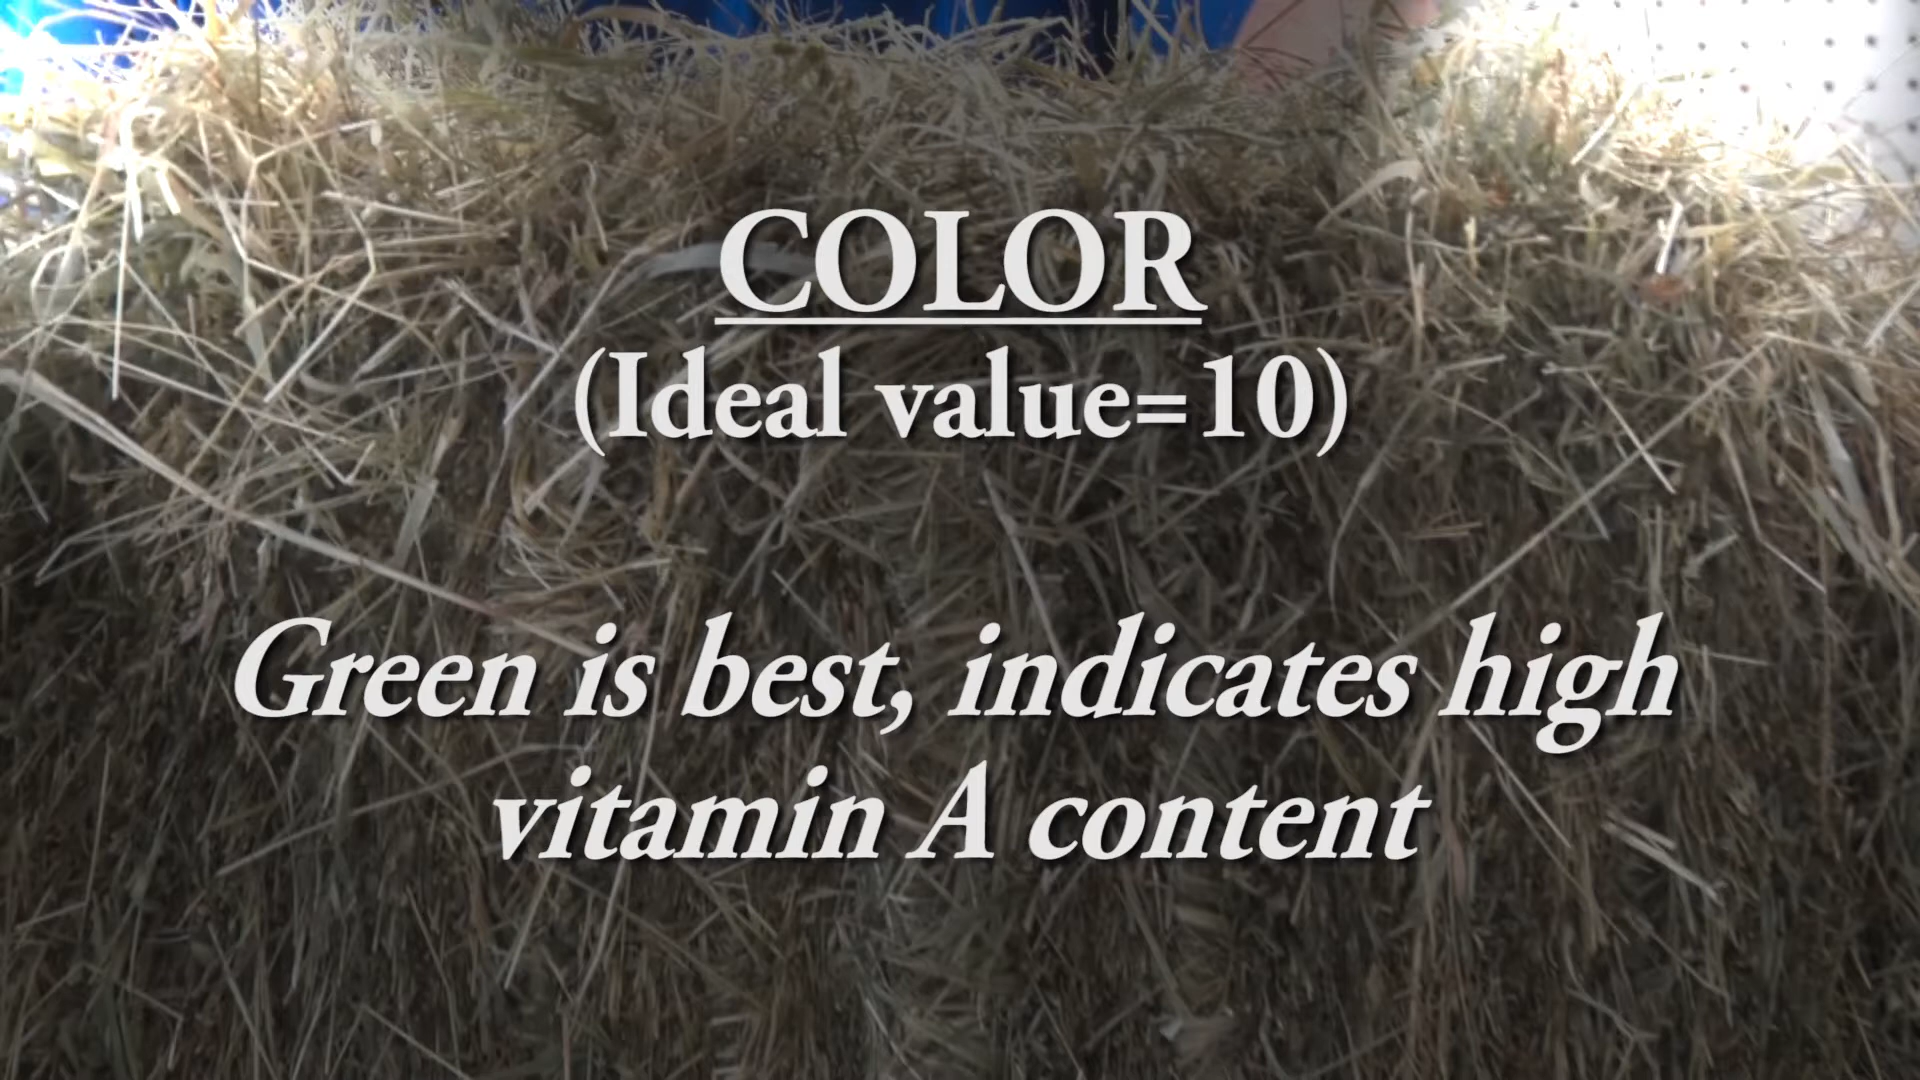 COLOR
(Ideal value=10)
Green is best, indicates high
vitamin A content